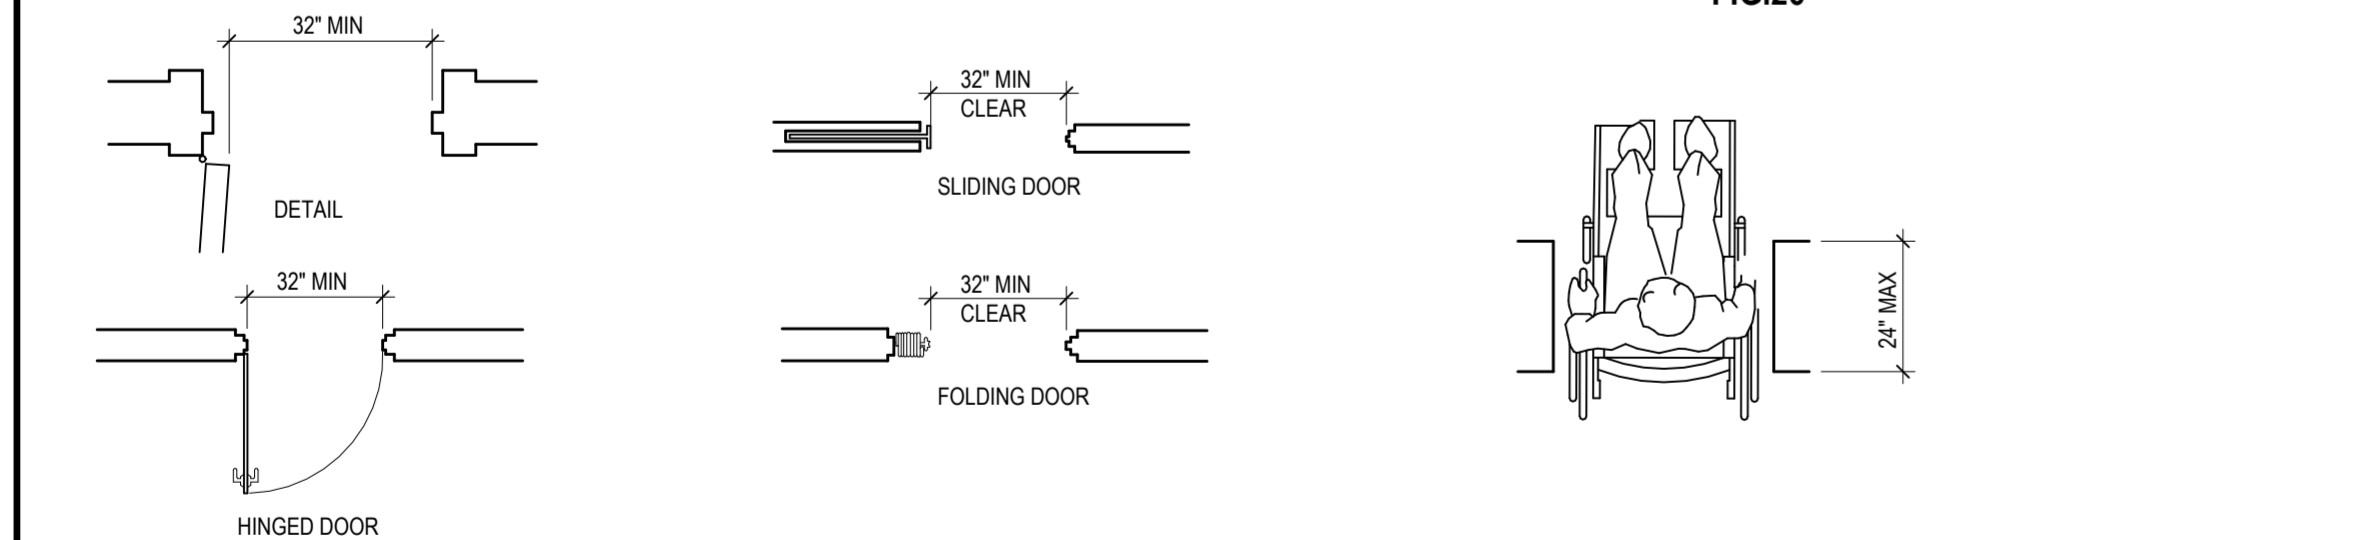 32" MIN
DETAIL
32" MIN
HINGED DOOR
32" MIN
CLEAR
SLIDING DOOR
32" MIN
CLEAR
FOLDING DOOR
24" MAX